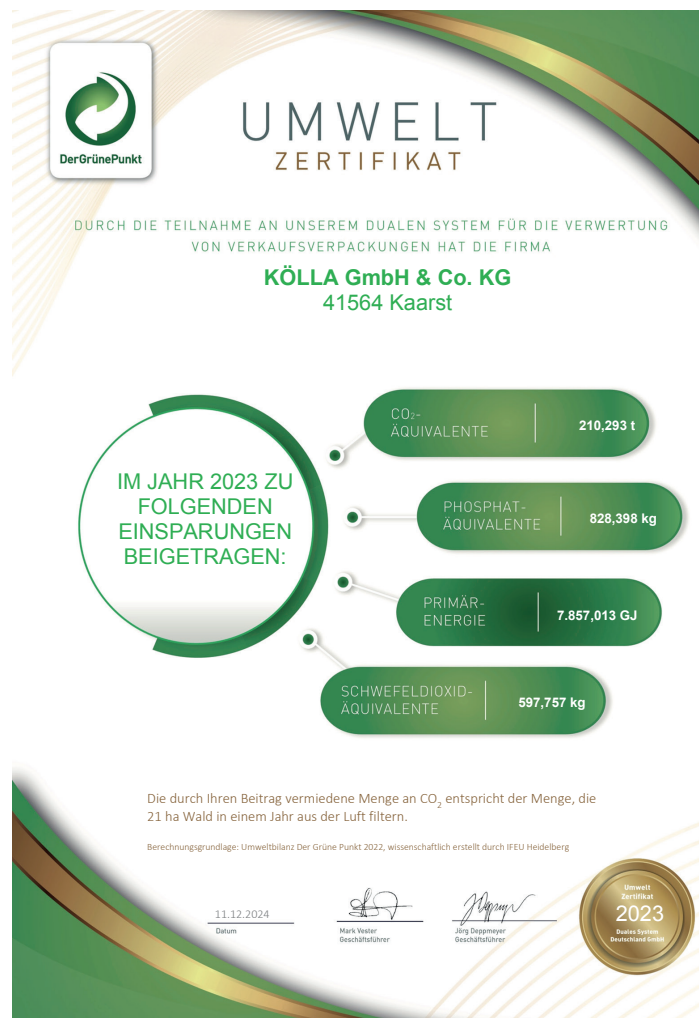 DerGrünePunkt
UMWELT
ZERTIFIKAT
DURCH DIE TEILNAHME AN UNSEREM DUALEN SYSTEM FÜR DIE VERWERTUNG
VON VERKAUFSVERPACKUNGEN HAT DIE FIRMA
KÖLLA GmbH & Co. KG
41564 Kaarst
IM JAHR 2023 ZU
FOLGENDEN
EINSPARUNGEN
BEIGETRAGEN:
CO₂-
ÄQUIVALENTE
210,293 t
PHOSPHAT-
ÄQUIVALENTE
828,398 kg
PRIMÄR-
ENERGIE
7.857,013 GJ
SCHWEFELDIOXID-
ÄQUIVALENTE
597,757 kg
Die durch Ihren Beitrag vermiedene Menge an CO₂ entspricht der Menge, die
21 ha Wald in einem Jahr aus der Luft filtern.
Berechnungsgrundlage: Umweltbilanz Der Grüne Punkt 2022, wissenschaftlich erstellt durch IFEU Heidelberg
11.12.2024
Datum
Mark Vester
Geschäftsführer
Jörg Deppmeyer
Geschäftsführer
Umwelt
Zertifikat
2023
Duales System
Deutschland GmbH